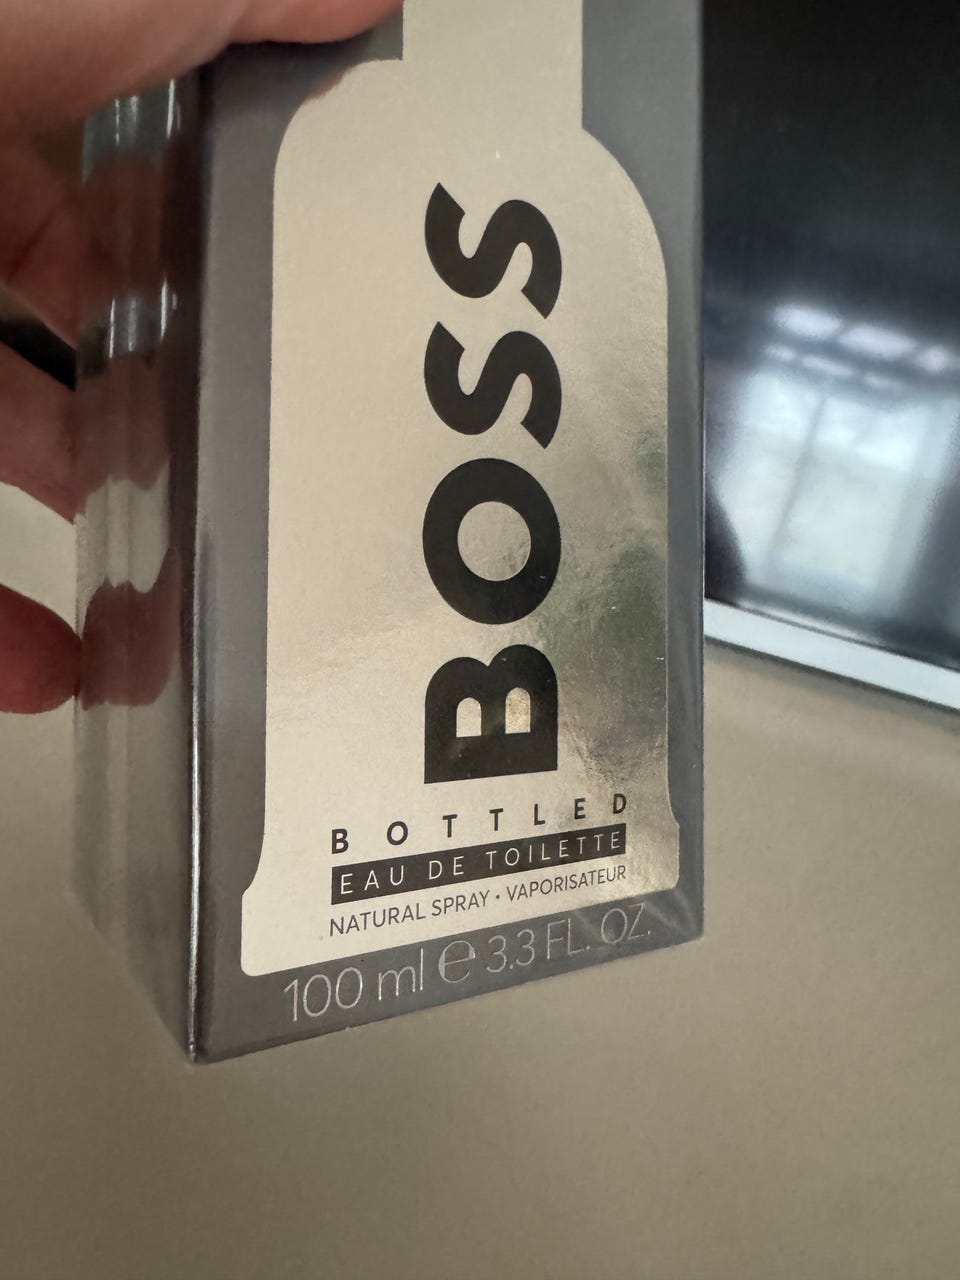 BOSS
BOTTLED
EAU DE TOILETTE
NATURAL SPRAY • VAPORISATEUR
100 ml ℮ 3.3 FL. OZ.